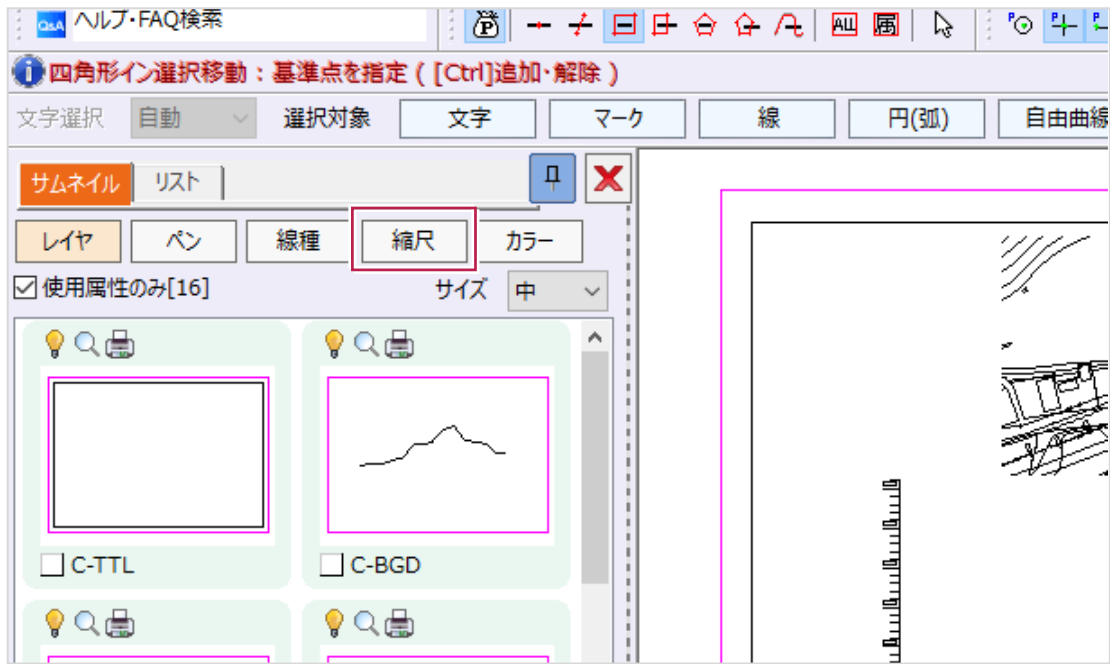 Q&A ヘルプ・FAQ検索
P ALL 属 P P
四角形イン選択移動：基準点を指定 ( [Ctrl]追加・解除 )
文字選択 自動 選択対象 文字 マーク 線 円(弧) 自由曲線
サムネイル リスト
レイヤ ペン 線種 縮尺 カラー
使用属性のみ[16] サイズ 中
C-TTL C-BGD